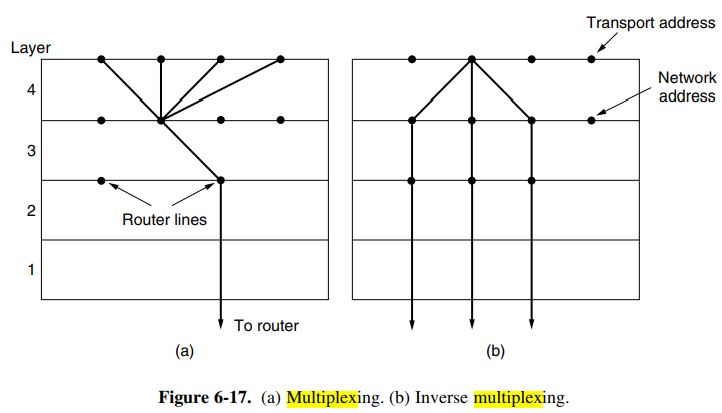 Transport address
Layer
4
Network
address
3
Router lines
2
1
To router
(a)
(b)
Figure 6-17. (a) Multiplexing. (b) Inverse multiplexing.